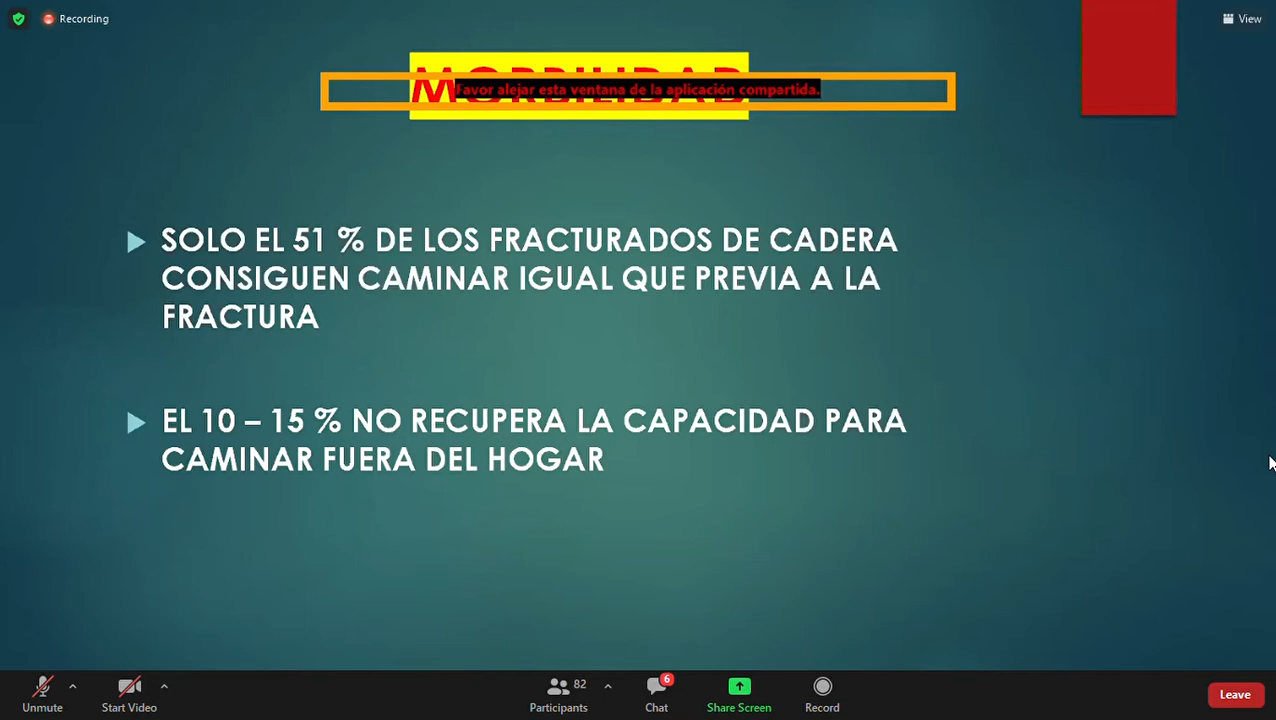 Recording
View
MORBILIDAD
Favor alejar esta ventana de la aplicación compartida.
SOLO EL 51 % DE LOS FRACTURADOS DE CADERA
CONSIGUEN CAMINAR IGUAL QUE PREVIA A LA
FRACTURA
EL 10 – 15 % NO RECUPERA LA CAPACIDAD PARA
CAMINAR FUERA DEL HOGAR
82
6
Unmute
Start Video
Participants
Chat
Share Screen
Record
Leave